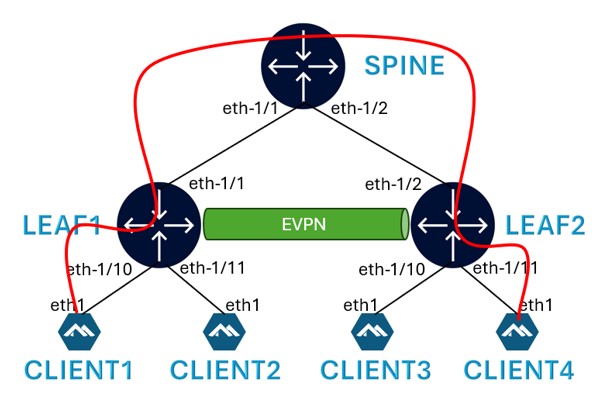 SPINE
eth-1/1
eth-1/2
eth-1/1
eth-1/2
LEAF1
EVPN
LEAF2
eth-1/10
eth-1/11
eth-1/10
eth-1/11
eth1
eth1
eth1
eth1
CLIENT1
CLIENT2
CLIENT3
CLIENT4